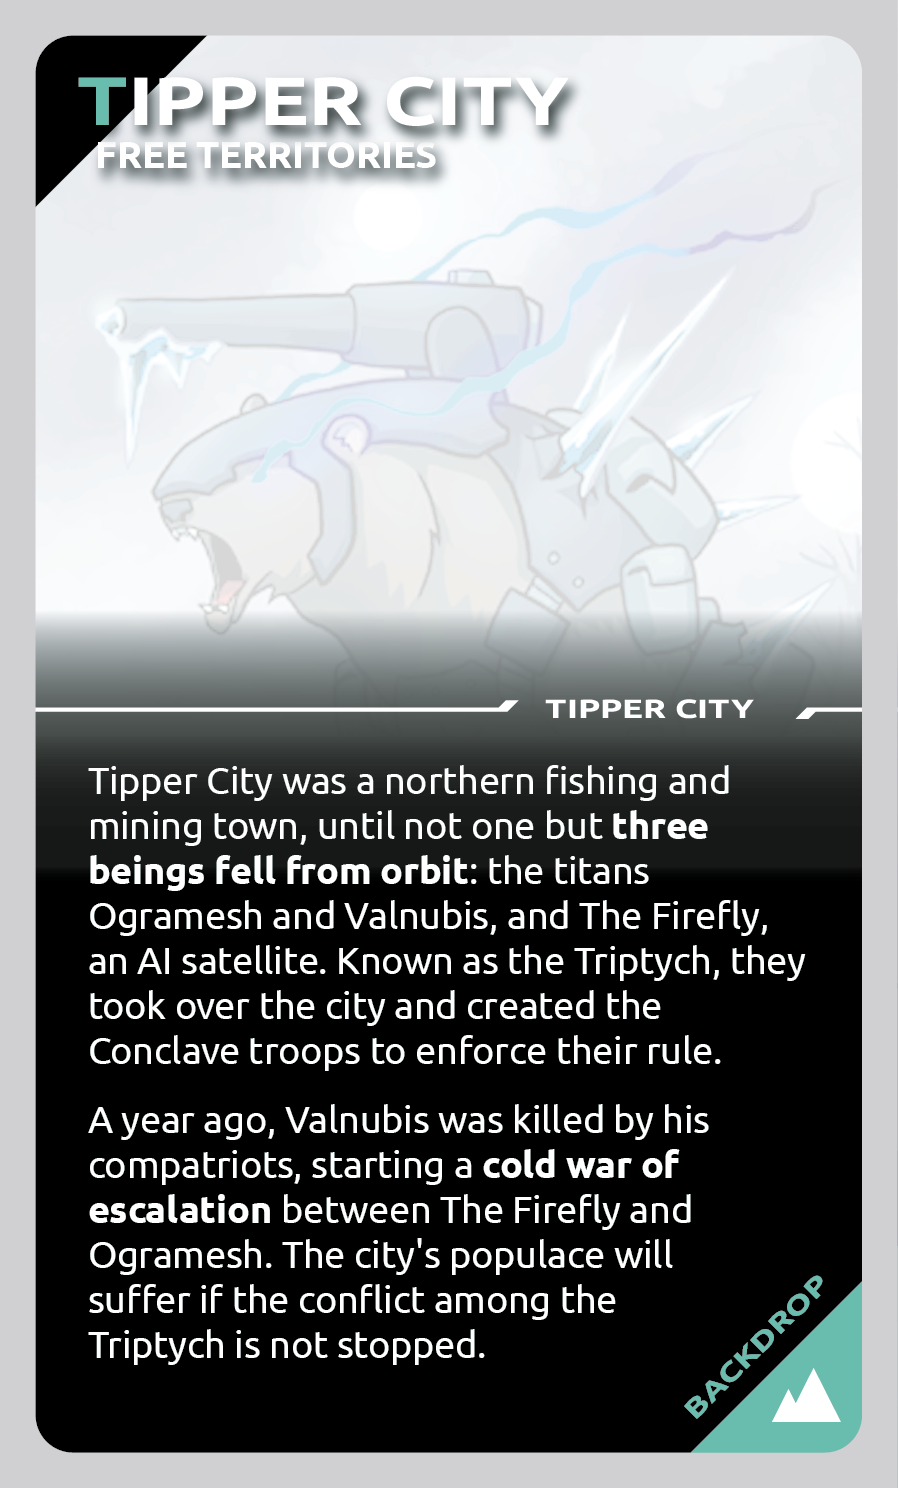 TIPPER CITY
FREE TERRITORIES
TIPPER CITY
Tipper City was a northern fishing and
mining town, until not one but three
beings fell from orbit: the titans
Ogramesh and Valnubis, and The Firefly,
an AI satellite. Known as the Triptych, they
took over the city and created the
Conclave troops to enforce their rule.
A year ago, Valnubis was killed by his
compatriots, starting a cold war of
escalation between The Firefly and
Ogramesh. The city's populace will
suffer if the conflict among the
Triptych is not stopped.
BACKDROP